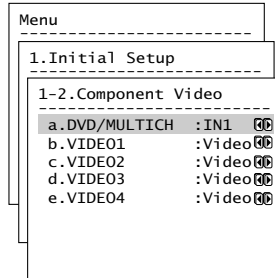 Menu
1.Initial Setup
1-2.Component Video
a.DVD/MULTICH :IN1
b.VIDEO1 :Video
c.VIDEO2 :Video
d.VIDEO3 :Video
e.VIDEO4 :Video